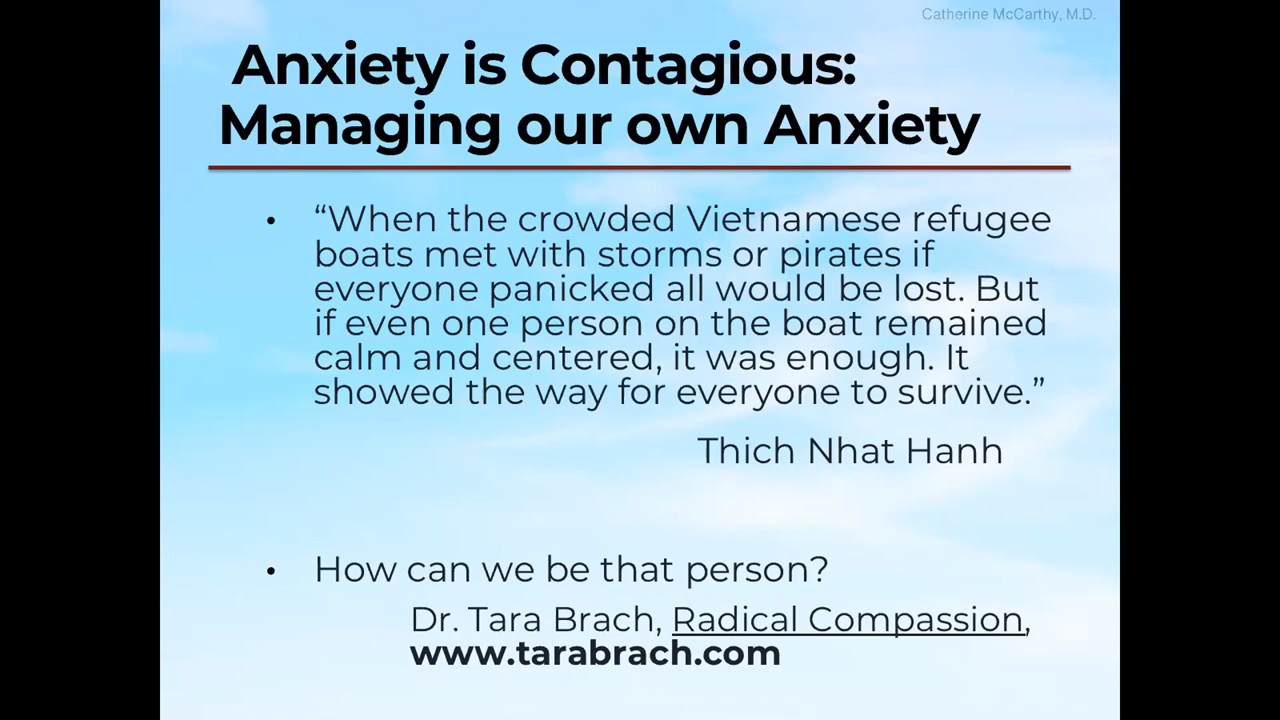 Catherine McCarthy, M.D.
Anxiety is Contagious:
Managing our own Anxiety
• “When the crowded Vietnamese refugee
boats met with storms or pirates if
everyone panicked all would be lost. But
if even one person on the boat remained
calm and centered, it was enough. It
showed the way for everyone to survive.”
Thich Nhat Hanh
• How can we be that person?
Dr. Tara Brach, Radical Compassion,
www.tarabrach.com